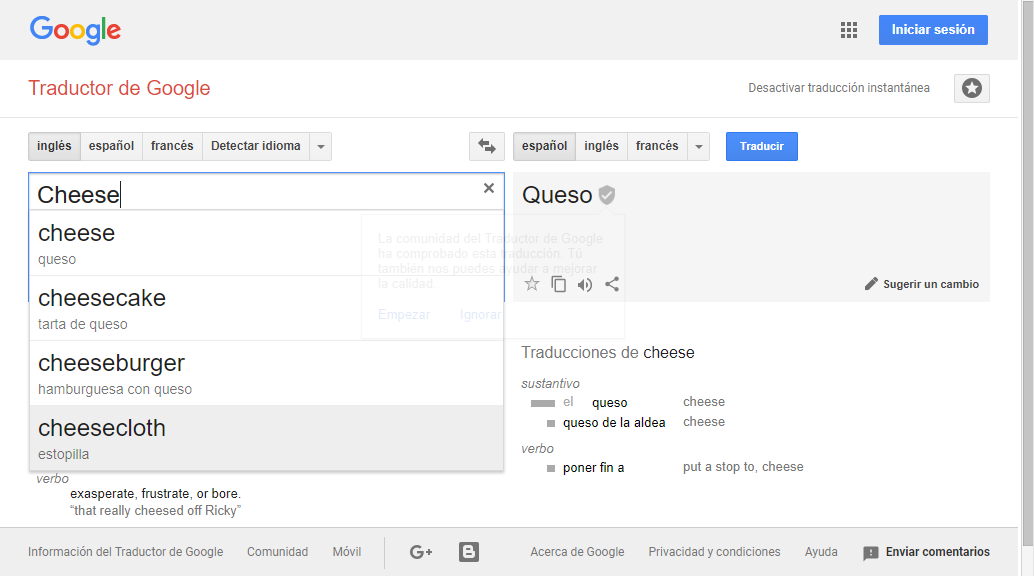 Google
Iniciar sesión
Traductor de Google
Desactivar traducción instantánea
inglés español francés Detectar idioma
español inglés francés Traducir
Cheese
Queso
cheese
queso
cheesecake
tarta de queso
cheeseburger
hamburguesa con queso
cheesecloth
estopilla
La comunidad del Traductor de Google
ha comprobado esta traducción. Tú
también nos puedes ayudar a mejorar
la calidad.
Empezar Ignorar
Sugerir un cambio
verbo
exasperate, frustrate, or bore.
“that really cheesed off Ricky”
Traducciones de cheese
sustantivo
el queso cheese
queso de la aldea cheese
verbo
poner fin a put a stop to, cheese
Información del Traductor de Google Comunidad Móvil G+ B Acerca de Google Privacidad y condiciones Ayuda Enviar comentarios